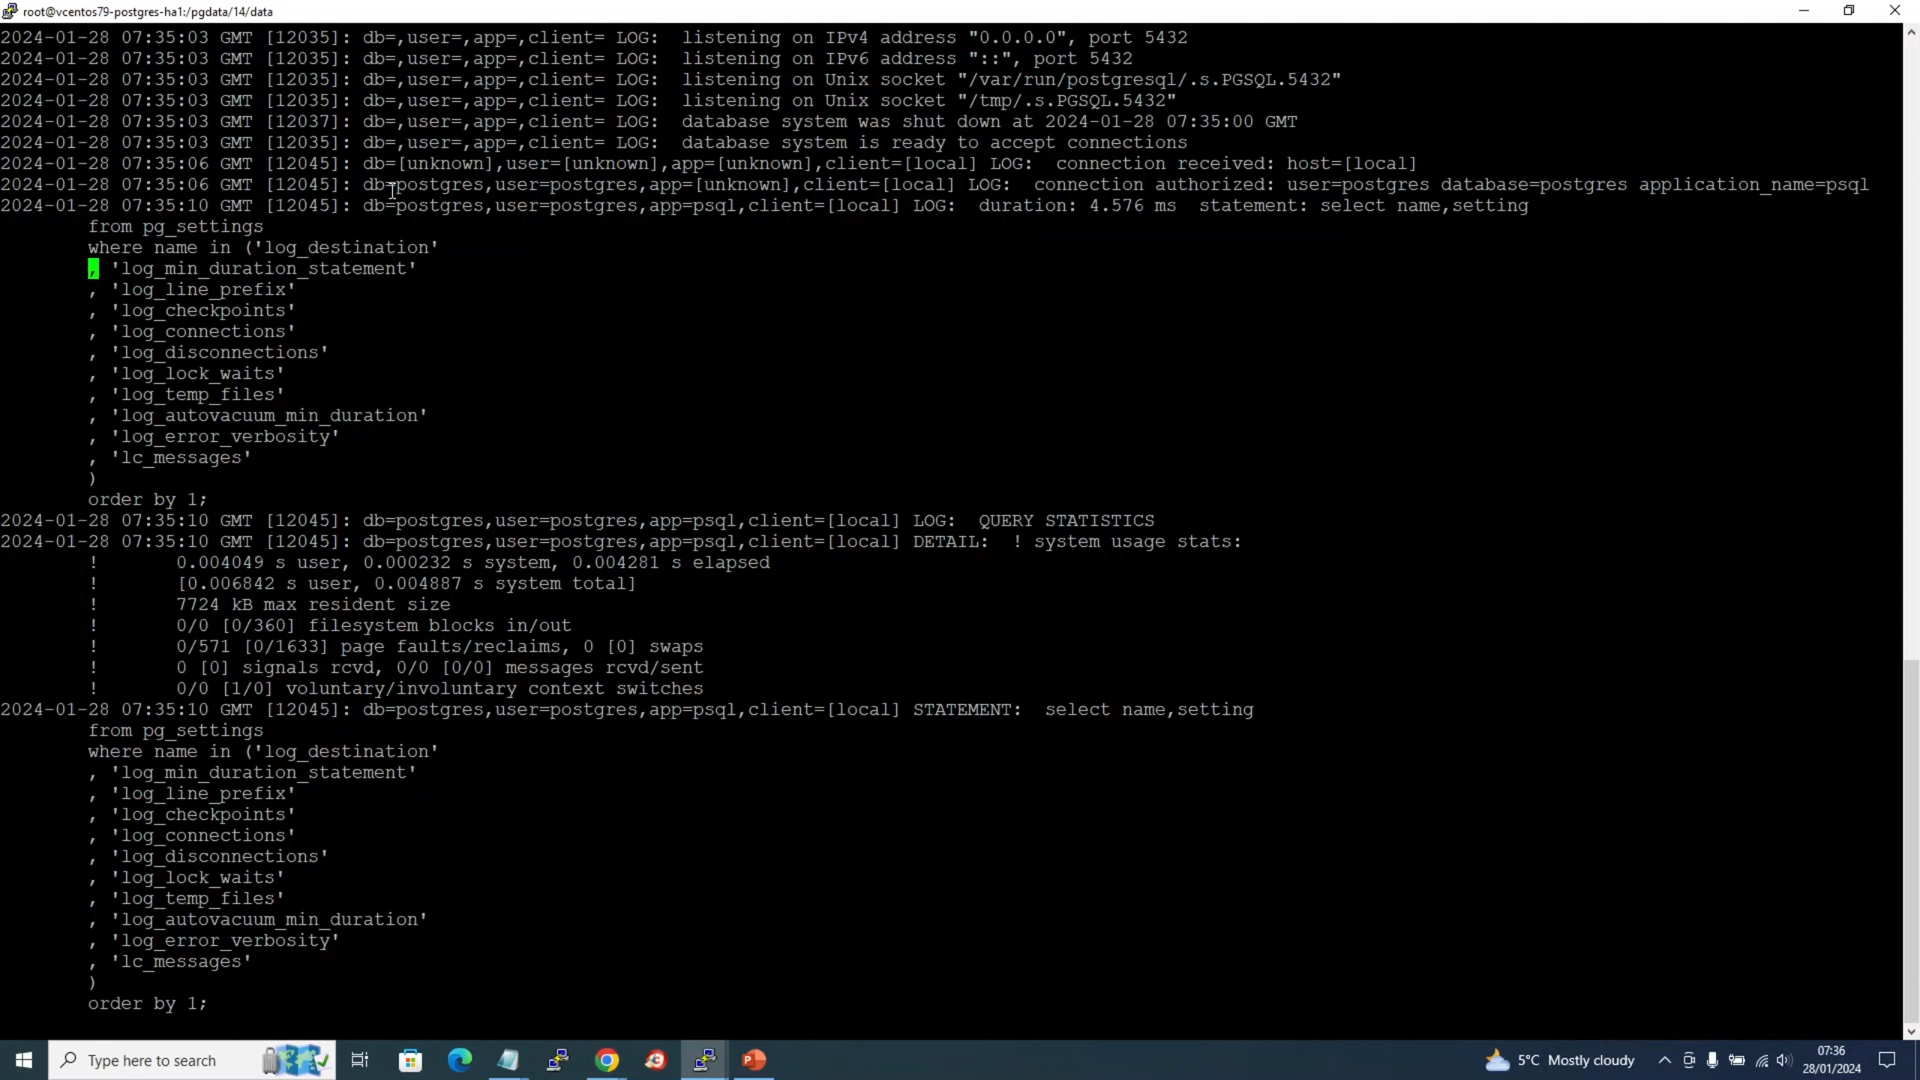 root@vcentos79-postgres-ha1:/pgdata/14/data
2024-01-28 07:35:03 GMT [12035]: db=,user=,app=,client= LOG:  listening on IPv4 address "0.0.0.0", port 5432
2024-01-28 07:35:03 GMT [12035]: db=,user=,app=,client= LOG:  listening on IPv6 address "::", port 5432
2024-01-28 07:35:03 GMT [12035]: db=,user=,app=,client= LOG:  listening on Unix socket "/var/run/postgresql/.s.PGSQL.5432"
2024-01-28 07:35:03 GMT [12035]: db=,user=,app=,client= LOG:  listening on Unix socket "/tmp/.s.PGSQL.5432"
2024-01-28 07:35:03 GMT [12037]: db=,user=,app=,client= LOG:  database system was shut down at 2024-01-28 07:35:00 GMT
2024-01-28 07:35:03 GMT [12035]: db=,user=,app=,client= LOG:  database system is ready to accept connections
2024-01-28 07:35:06 GMT [12045]: db=[unknown],user=[unknown],app=[unknown],client=[local] LOG:  connection received: host=[local]
2024-01-28 07:35:06 GMT [12045]: db=postgres,user=postgres,app=[unknown],client=[local] LOG:  connection authorized: user=postgres database=postgres application_name=psql
2024-01-28 07:35:10 GMT [12045]: db=postgres,user=postgres,app=psql,client=[local] LOG:  duration: 4.576 ms  statement: select name,setting
from pg_settings
where name in ('log_destination'
, 'log_min_duration_statement'
, 'log_line_prefix'
, 'log_checkpoints'
, 'log_connections'
, 'log_disconnections'
, 'log_lock_waits'
, 'log_temp_files'
, 'log_autovacuum_min_duration'
, 'log_error_verbosity'
, 'lc_messages'
)
order by 1;
2024-01-28 07:35:10 GMT [12045]: db=postgres,user=postgres,app=psql,client=[local] LOG:  QUERY STATISTICS
2024-01-28 07:35:10 GMT [12045]: db=postgres,user=postgres,app=psql,client=[local] DETAIL:  ! system usage stats:
!       0.004049 s user, 0.000232 s system, 0.004281 s elapsed
!       [0.006842 s user, 0.004887 s system total]
!       7724 kB max resident size
!       0/0 [0/360] filesystem blocks in/out
!       0/571 [0/1633] page faults/reclaims, 0 [0] swaps
!       0 [0] signals rcvd, 0/0 [0/0] messages rcvd/sent
!       0/0 [1/0] voluntary/involuntary context switches
2024-01-28 07:35:10 GMT [12045]: db=postgres,user=postgres,app=psql,client=[local] STATEMENT:  select name,setting
from pg_settings
where name in ('log_destination'
, 'log_min_duration_statement'
, 'log_line_prefix'
, 'log_checkpoints'
, 'log_connections'
, 'log_disconnections'
, 'log_lock_waits'
, 'log_temp_files'
, 'log_autovacuum_min_duration'
, 'log_error_verbosity'
, 'lc_messages'
)
order by 1;
Type here to search
5°C Mostly cloudy
07:36
28/01/2024